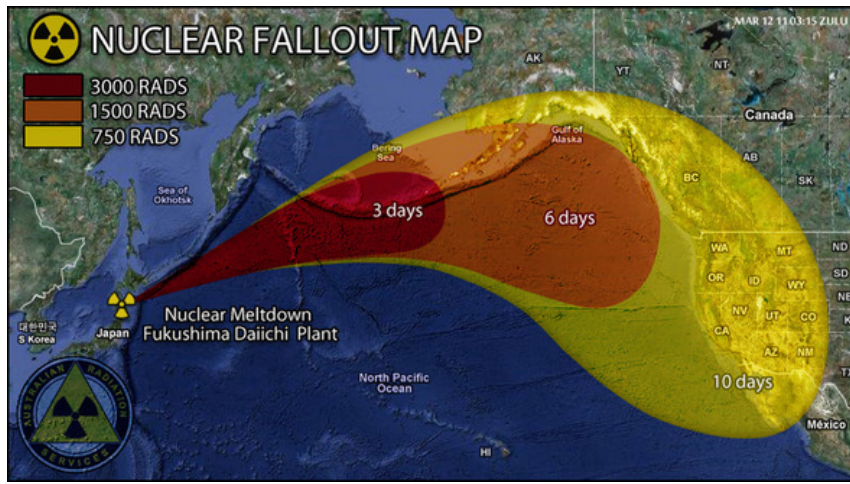 MAR 12 11 03:15 ZULU
NUCLEAR FALLOUT MAP
3000 RADS
1500 RADS
750 RADS
AK
YT
NT
Canada
Bering
Sea
Gulf of
Alaska
Sea of
Okhotsk
BC
AB
SK
3 days
6 days
WA
MT
ND
OR
ID
WY
SD
NV
UT
CO
NE
CA
K
AZ
NM
TX
Nuclear Meltdown
Fukushima Daiichi Plant
대한민국
S Korea
Japan
North Pacific
Ocean
10 days
México
HI
AUSTRALIAN RADIATION
SERVICES